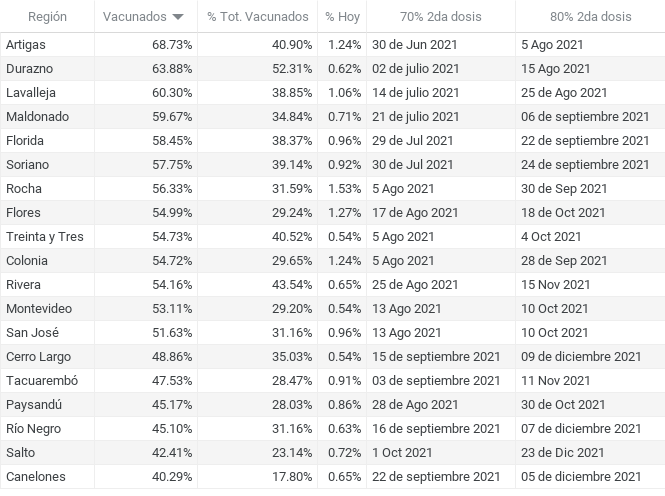 Región Vacunados % Tot. Vacunados % Hoy 70% 2da dosis 80% 2da dosis
Artigas 68.73% 40.90% 1.24% 30 de Jun 2021 5 Ago 2021
Durazno 63.88% 52.31% 0.62% 02 de julio 2021 15 Ago 2021
Lavalleja 60.30% 38.85% 1.06% 14 de julio 2021 25 de Ago 2021
Maldonado 59.67% 34.84% 0.71% 21 de julio 2021 06 de septiembre 2021
Florida 58.45% 38.37% 0.96% 29 de Jul 2021 22 de septiembre 2021
Soriano 57.75% 39.14% 0.92% 30 de Jul 2021 24 de septiembre 2021
Rocha 56.33% 31.59% 1.53% 5 Ago 2021 30 de Sep 2021
Flores 54.99% 29.24% 1.27% 17 de Ago 2021 18 de Oct 2021
Treinta y Tres 54.73% 40.52% 0.54% 5 Ago 2021 4 Oct 2021
Colonia 54.72% 29.65% 1.24% 5 Ago 2021 28 de Sep 2021
Rivera 54.16% 43.54% 0.65% 25 de Ago 2021 15 Nov 2021
Montevideo 53.11% 29.20% 0.54% 13 Ago 2021 10 Oct 2021
San José 51.63% 31.16% 0.96% 13 Ago 2021 10 Oct 2021
Cerro Largo 48.86% 35.03% 0.54% 15 de septiembre 2021 09 de diciembre 2021
Tacuarembó 47.53% 28.47% 0.91% 03 de septiembre 2021 11 Nov 2021
Paysandú 45.17% 28.03% 0.86% 28 de Ago 2021 30 de Oct 2021
Río Negro 45.10% 31.16% 0.63% 16 de septiembre 2021 07 de diciembre 2021
Salto 42.41% 23.14% 0.72% 1 Oct 2021 23 de Dic 2021
Canelones 40.29% 17.80% 0.65% 22 de septiembre 2021 05 de diciembre 2021